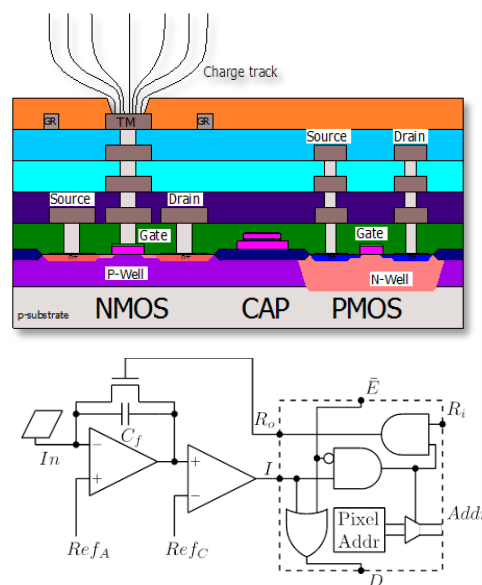 Charge track
GR TM GR
Source Drain
Source Drain
Gate Gate
n+ n+
P-Well
N-Well
p-substrate NMOS CAP PMOS
Ē
R_o R_i
C_f
In I
Pixel Addr
Addr
Ref_A Ref_C
D